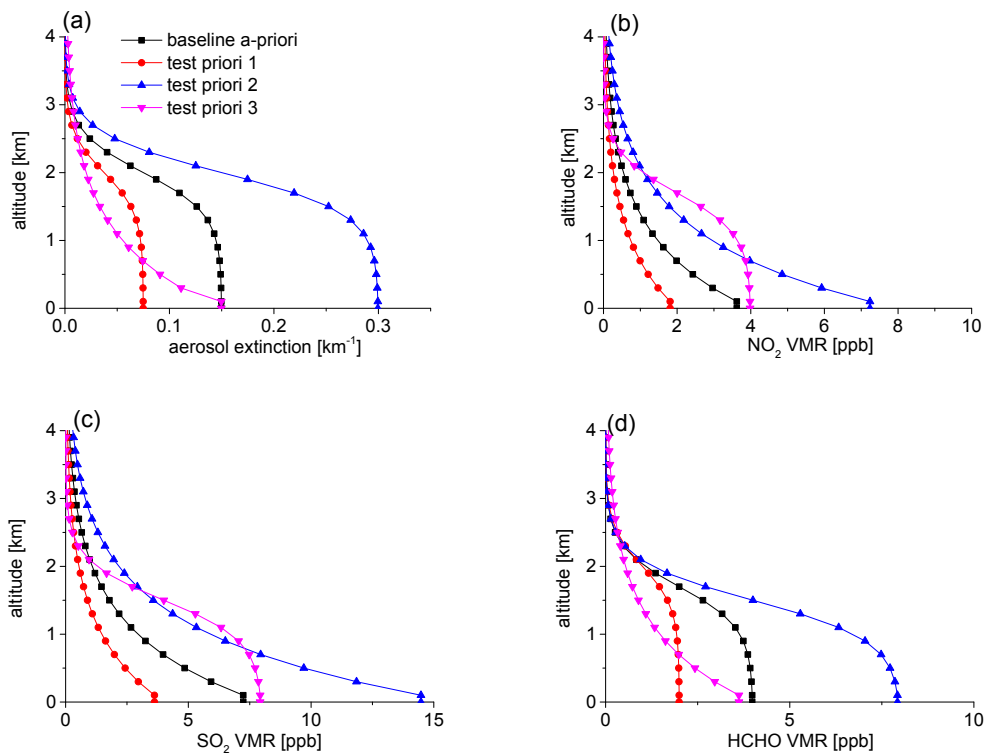 (a)
baseline a-priori
test priori 1
test priori 2
test priori 3
altitude [km]
4
3
2
1
0
0.0 0.1 0.2 0.3
aerosol extinction [km⁻¹]
(b)
altitude [km]
4
3
2
1
0
0 2 4 6 8 10
NO₂ VMR [ppb]
(c)
altitude [km]
4
3
2
1
0
0 5 10 15
SO₂ VMR [ppb]
(d)
altitude [km]
4
3
2
1
0
0 5 10
HCHO VMR [ppb]